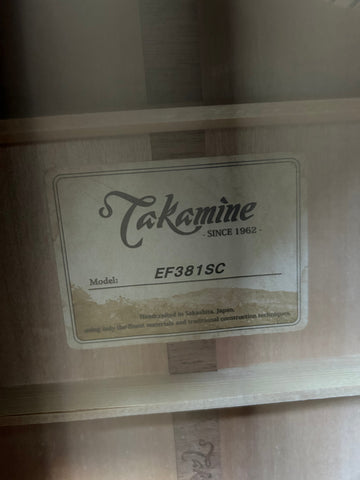 Takamine
- SINCE 1962 -
Model: EF381SC
Handcrafted in Sakashita, Japan,
using only the finest materials and traditional construction techniques.